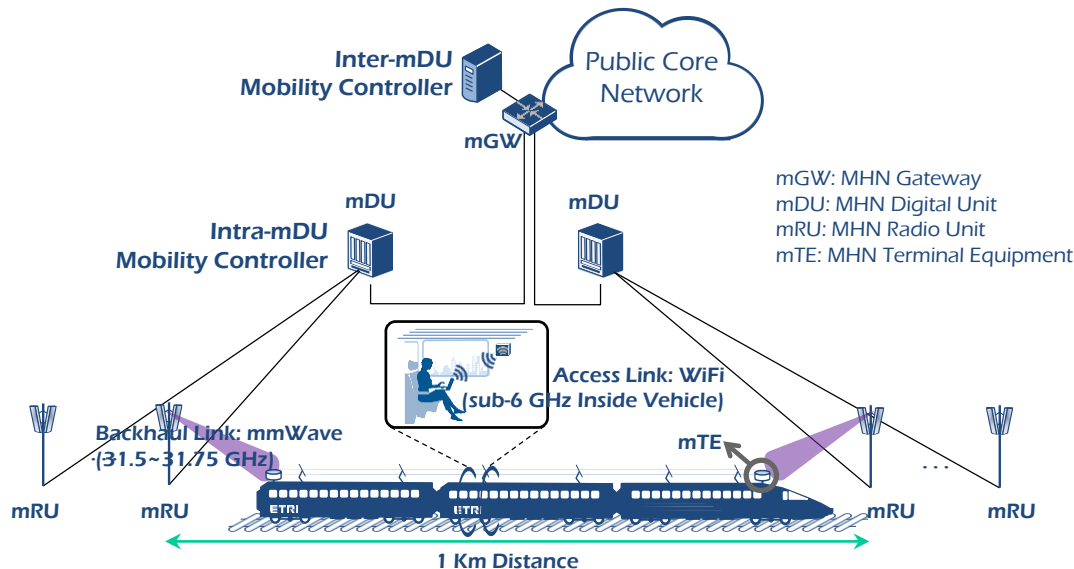 Inter-mDU
Mobility Controller
Public Core
Network
mGW
mGW: MHN Gateway
mDU: MHN Digital Unit
mRU: MHN Radio Unit
mTE: MHN Terminal Equipment
mDU
mDU
Intra-mDU
Mobility Controller
Access Link: WiFi
(sub-6 GHz Inside Vehicle)
Backhaul Link: mmWave
(31.5~31.75 GHz)
mTE
...
mRU
mRU
mRU
mRU
ETRI
ETRI
ETRI
1 Km Distance